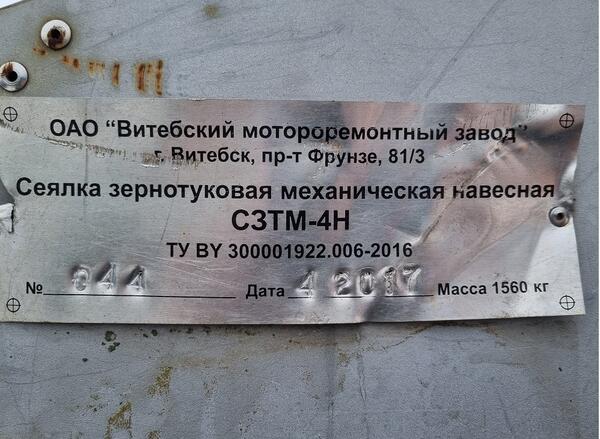 ОАО “Витебский мотороремонтный завод”
г. Витебск, пр-т Фрунзе, 81/3
Сеялка зернотуковая механическая навесная
СЗТМ-4Н
ТУ BY 300001922.006-2016
№ 044 Дата 4 2017 Масса 1560 кг